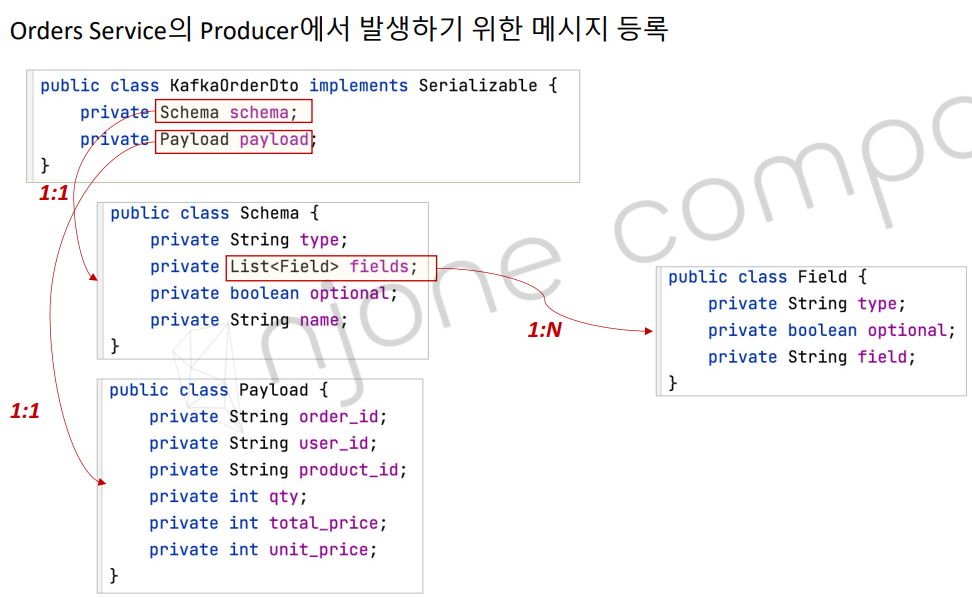 Orders Service의 Producer에서 발생하기 위한 메시지 등록
public class KafkaOrderDto implements Serializable {
private Schema schema;
private Payload payload;
}
1:1
public class Schema {
private String type;
private List<Field> fields;
private boolean optional;
private String name;
}
1:N
public class Field {
private String type;
private boolean optional;
private String field;
}
1:1
public class Payload {
private String order_id;
private String user_id;
private String product_id;
private int qty;
private int total_price;
private int unit_price;
}
njone compa